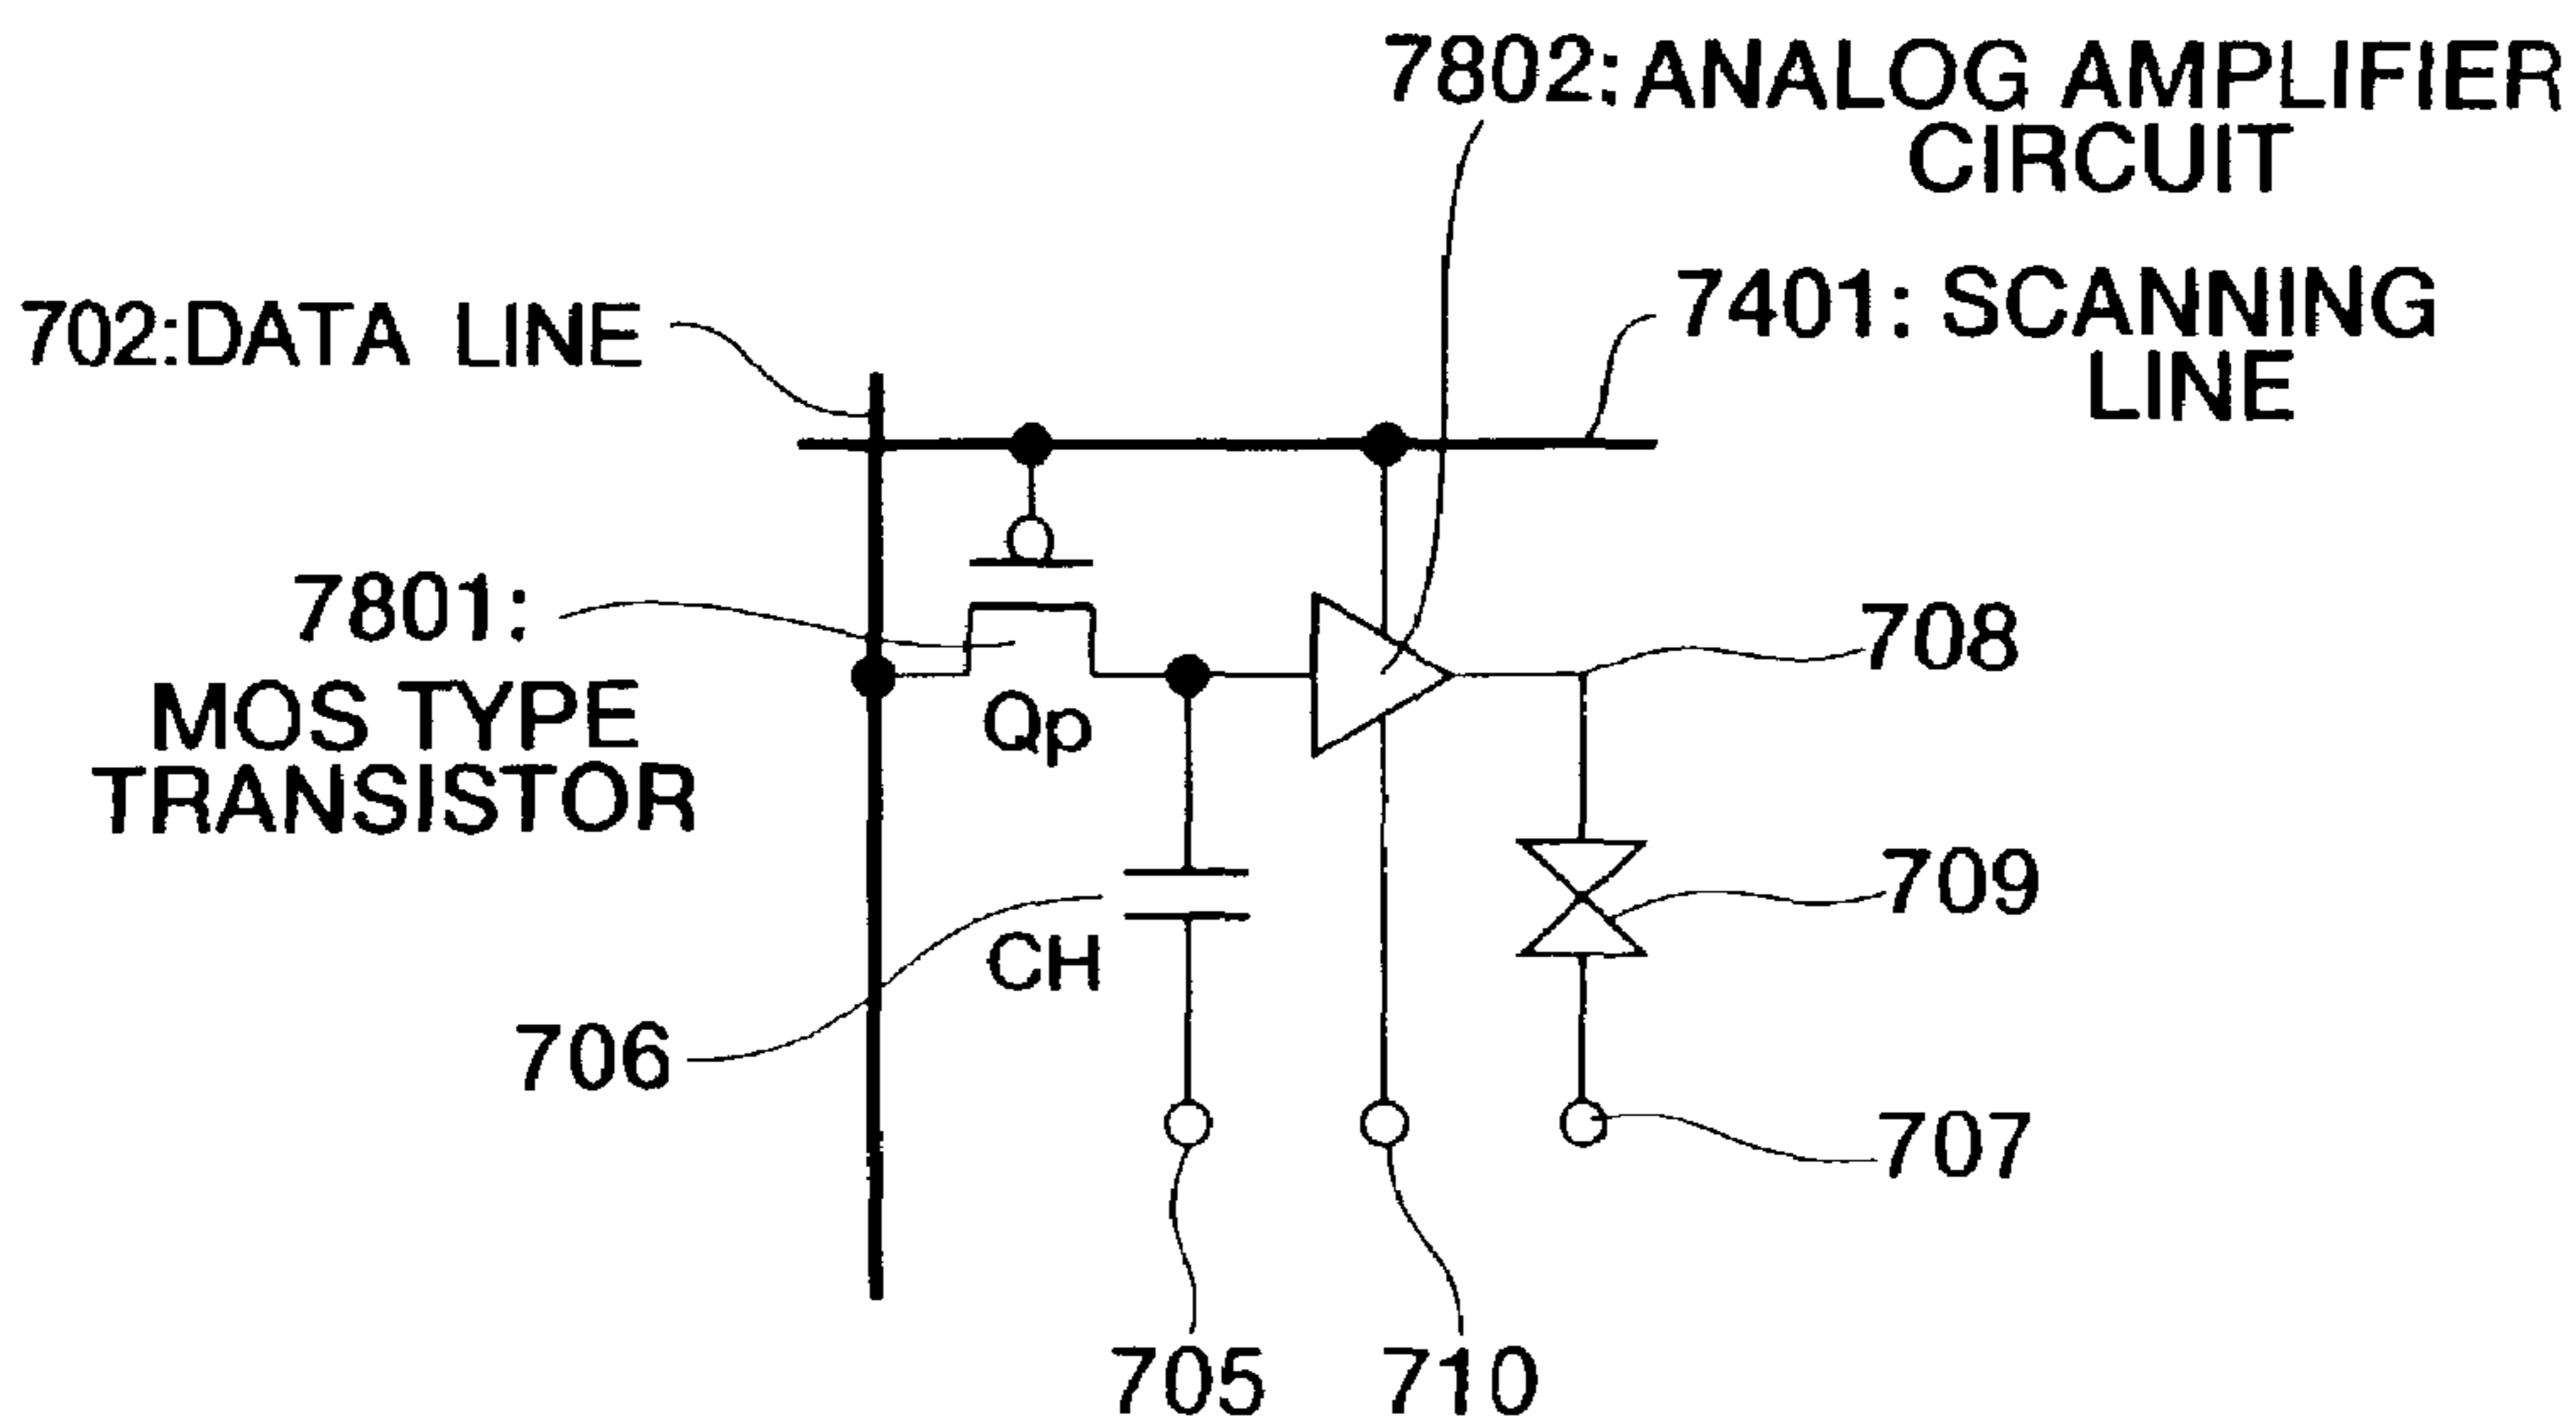 7802: ANALOG AMPLIFIER
CIRCUIT
7401: SCANNING
LINE
702:DATA LINE
7801:
MOS TYPE
TRANSISTOR
Qp
708
709
CH
706
707
705
710